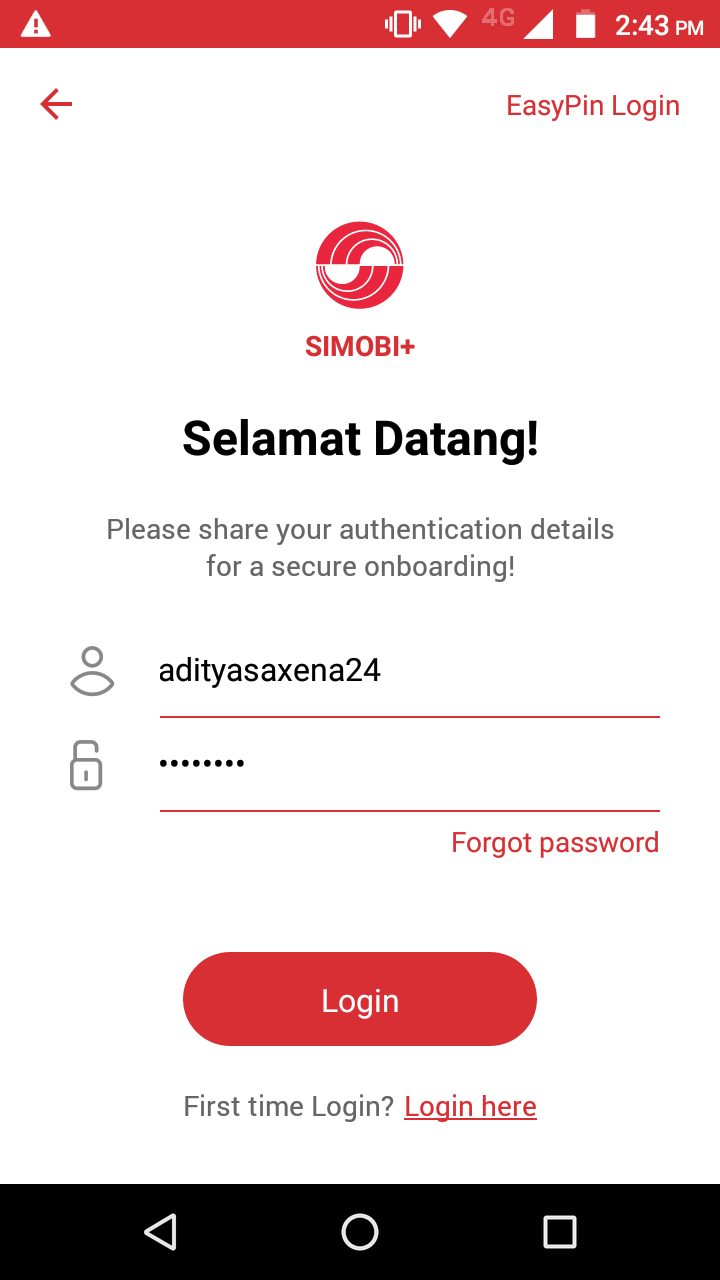 4G 2:43 PM
EasyPin Login
SIMOBI+
Selamat Datang!
Please share your authentication details
for a secure onboarding!
adityasaxena24
••••••••
Forgot password
Login
First time Login? Login here